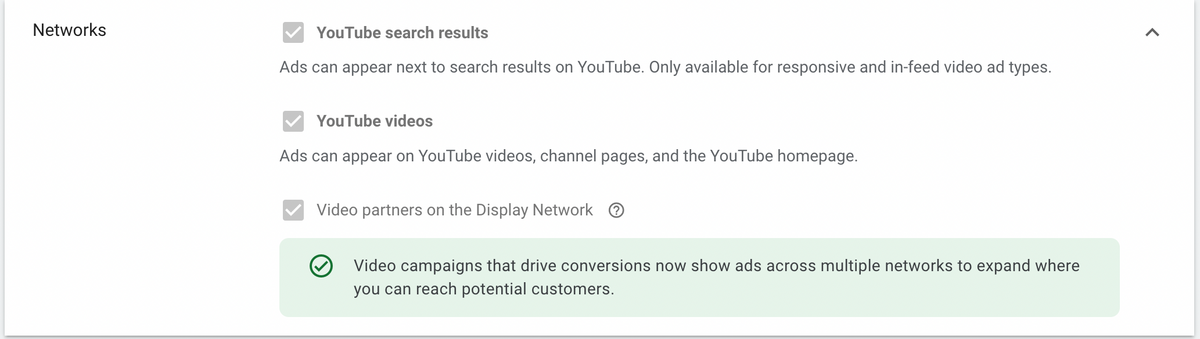 Networks
YouTube search results
Ads can appear next to search results on YouTube. Only available for responsive and in-feed video ad types.
YouTube videos
Ads can appear on YouTube videos, channel pages, and the YouTube homepage.
Video partners on the Display Network
Video campaigns that drive conversions now show ads across multiple networks to expand where
you can reach potential customers.